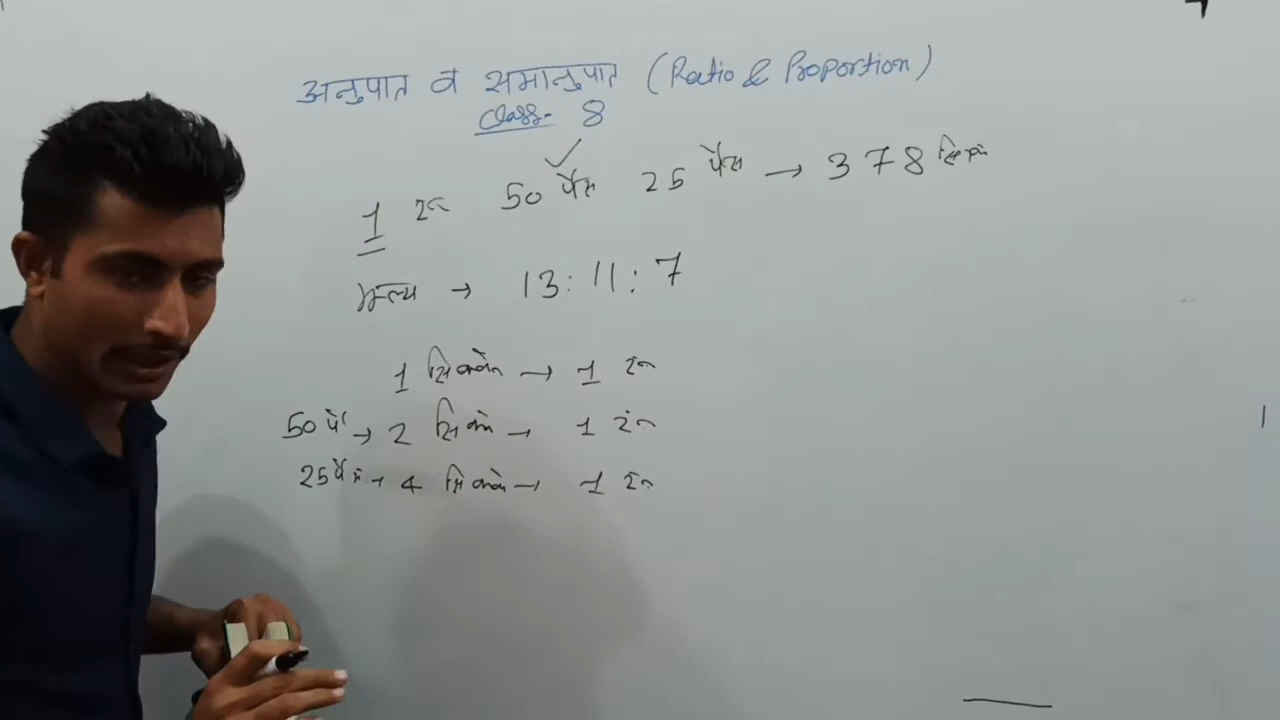 अनुपात व समानुपात (Ratio & Proportion)
Class- 8
1 रू 50 पैसे 25 पैसे → 378 सिक्के
मूल्य → 13:11:7
1 सिक्के → 1 रू
50 पै → 2 सिक्के → 1 रू
25 पैसे → 4 सिक्के → 1 रू